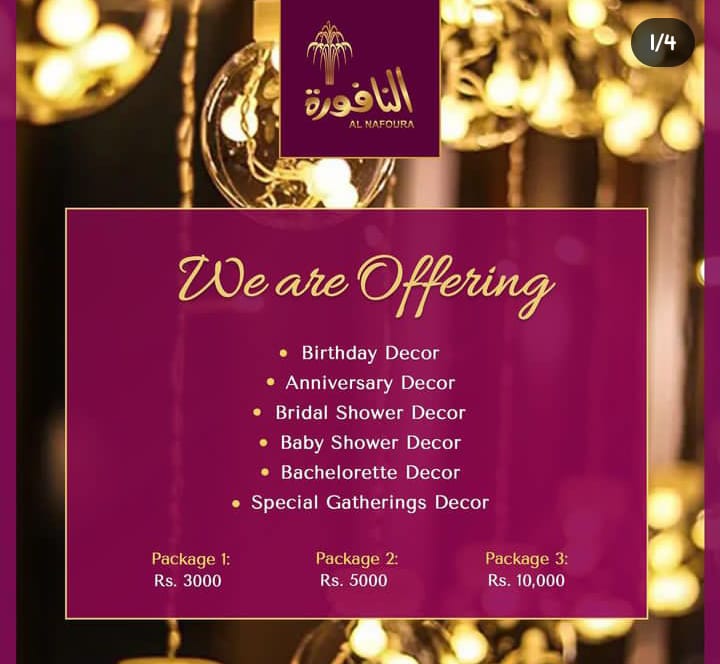 1/4
النافورة
AL NAFOURA
We are Offering
• Birthday Decor
• Anniversary Decor
• Bridal Shower Decor
• Baby Shower Decor
• Bachelorette Decor
• Special Gatherings Decor
Package 1: Package 2: Package 3:
Rs. 3000 Rs. 5000 Rs. 10,000